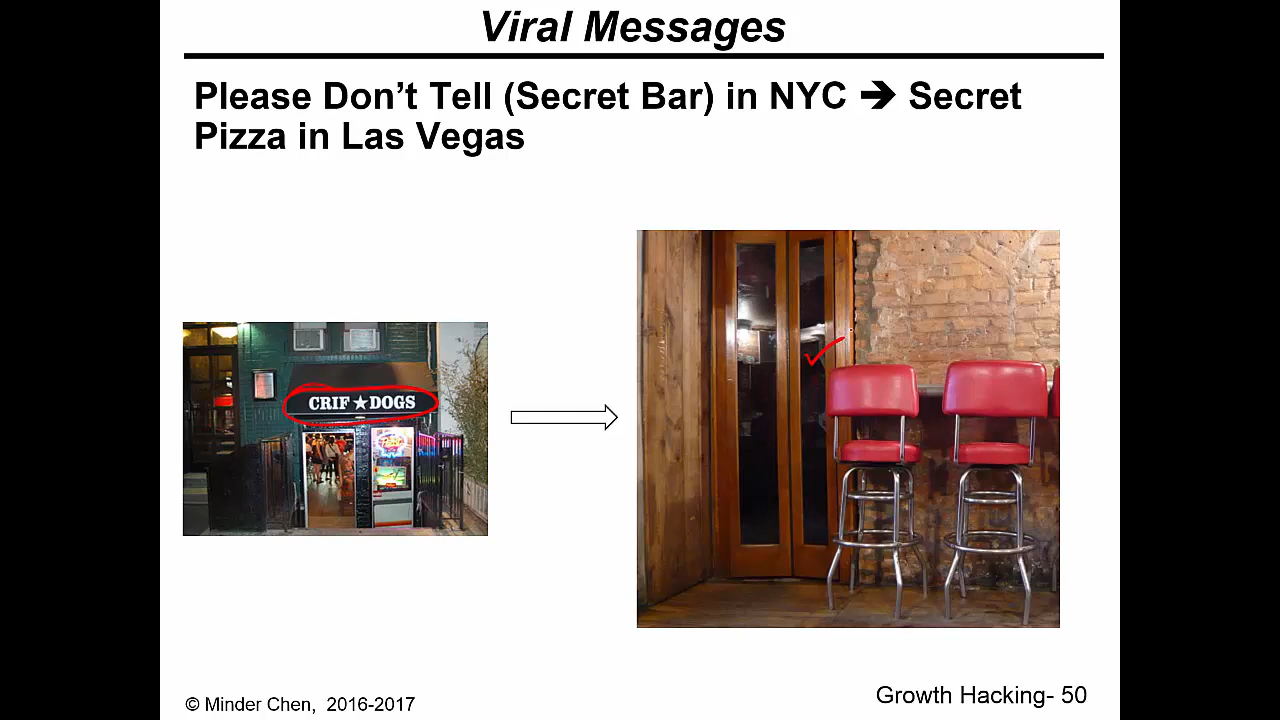 Viral Messages
Please Don’t Tell (Secret Bar) in NYC ➔ Secret
Pizza in Las Vegas
CRIF★DOGS
© Minder Chen, 2016-2017
Growth Hacking- 50